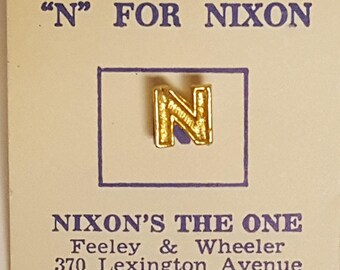 "N" FOR NIXON
N
NIXON'S THE ONE
Feeley & Wheeler
370 Lexington Avenue